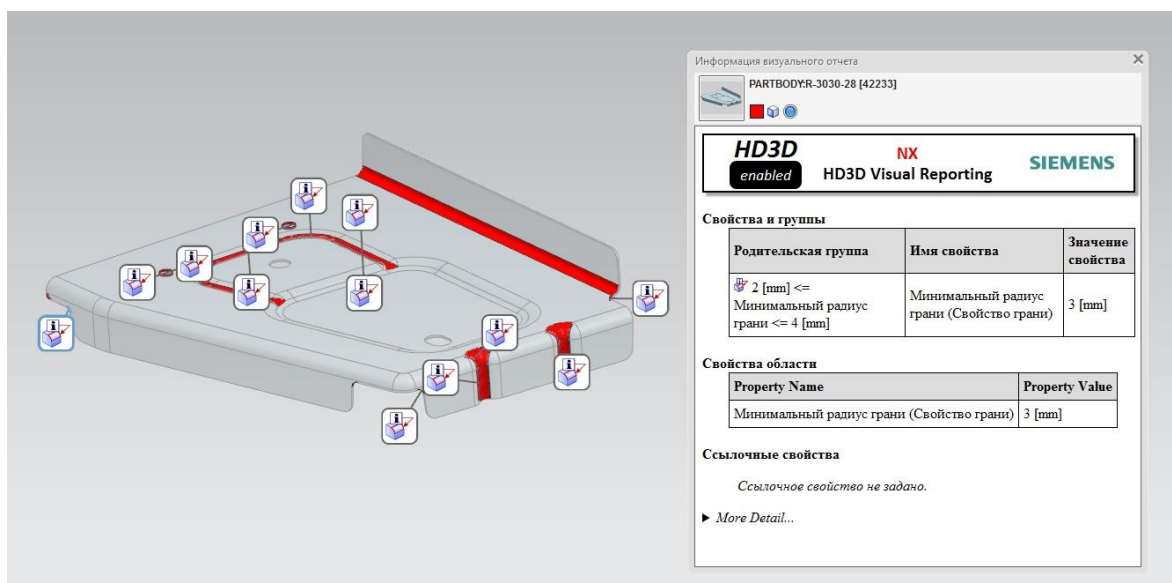 Информация визуального отчета
PARTBODY:R-3030-28 [42233]
HD3D
enabled
NX
HD3D Visual Reporting
SIEMENS
Свойства и группы
Родительская группа
Имя свойства
Значение
свойства
2 [mm] <=
Минимальный радиус
грани <= 4 [mm]
Минимальный радиус
грани (Свойство грани)
3 [mm]
Свойства области
Property Name
Property Value
Минимальный радиус грани (Свойство грани)
3 [mm]
Ссылочные свойства
Ссылочное свойство не задано.
More Detail...